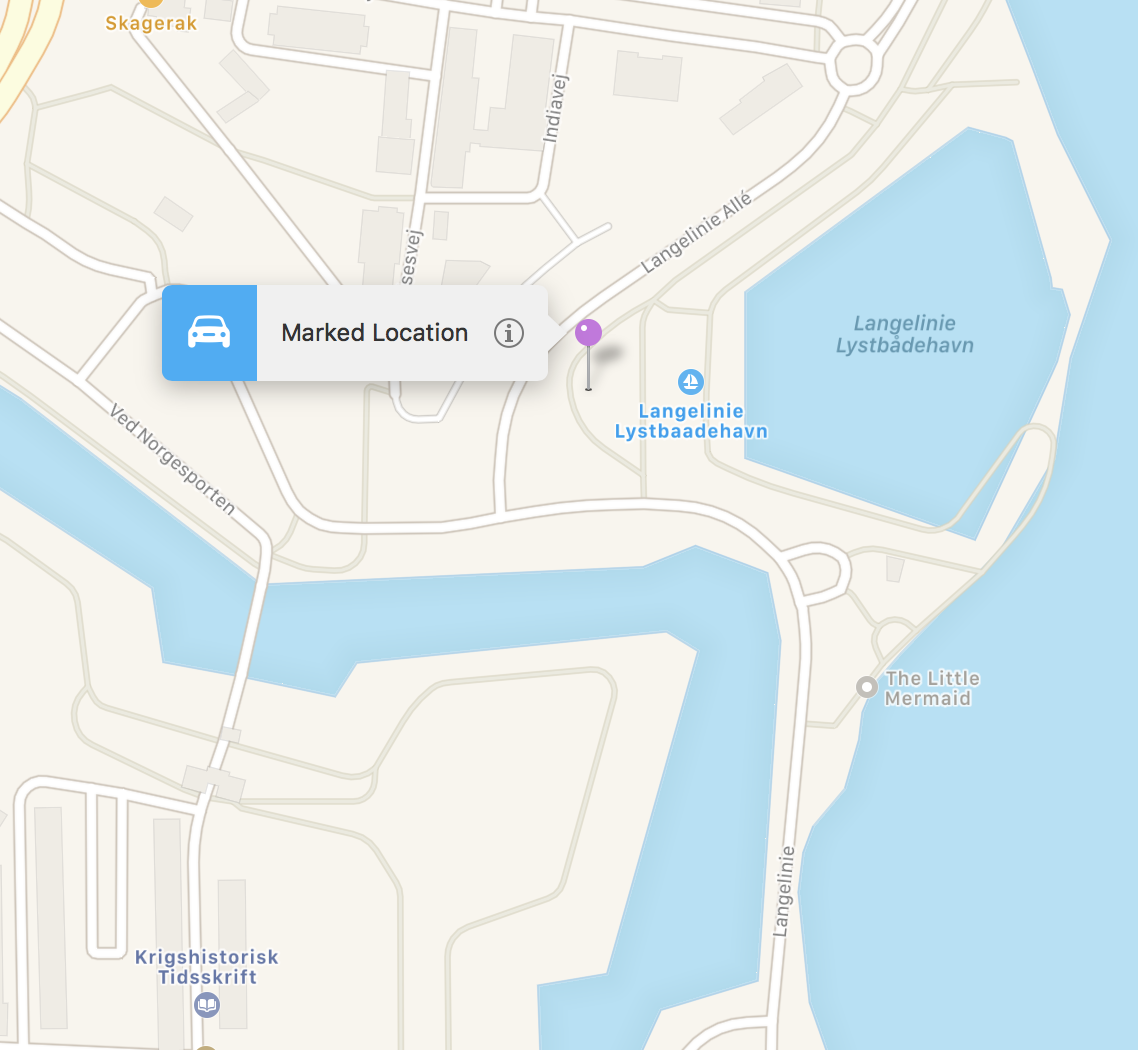 Skagerak
Indiavej
Langelinie Allé
sesvej
Marked Location
Langelinie
Lystbådehavn
Langelinie
Lystbaadehavn
Ved Norgesporten
The Little
Mermaid
Langelinie
Krigshistorisk
Tidsskrift